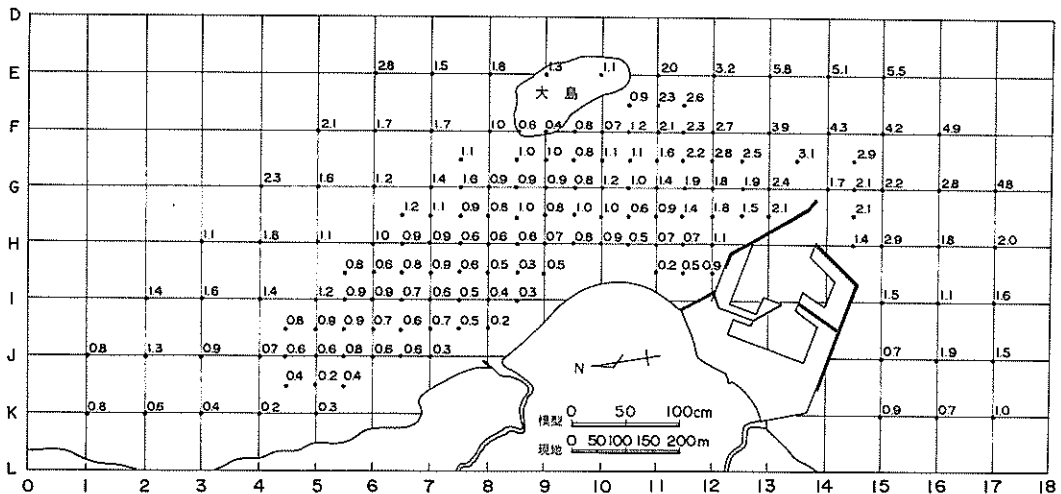 D
E 2.8 1.5 1.8 1.3 1.1 2.0 3.2 5.8 5.1 5.5
大島
0.9 2.3 2.6
F 2.1 1.7 1.7 1.0 0.6 0.4 0.8 0.7 1.2 2.1 2.3 2.7 3.9 4.3 4.2 4.9
1.1 1.0 1.0 0.8 1.1 1.1 1.6 2.2 2.8 2.5 3.1 2.9
G 2.3 1.6 1.2 1.4 1.6 0.9 0.9 0.9 0.8 1.2 1.0 1.4 1.9 1.8 1.9 2.4 1.7 2.1 2.2 2.8 4.8
1.2 1.1 0.9 0.8 1.0 0.8 1.0 1.0 0.6 0.9 1.4 1.8 1.5 2.1 2.1
H 1.1 1.8 1.1 1.0 0.9 0.9 0.6 0.6 0.7 0.8 0.9 0.5 0.7 0.7 1.1 1.4 2.9 1.8 2.0
0.8 0.6 0.8 0.9 0.6 0.5 0.3 0.5 0.2 0.5 0.9
I 1.4 1.6 1.4 1.2 0.9 0.9 0.7 0.6 0.5 0.4 0.3 1.5 1.1 1.6
0.8 0.9 0.9 0.7 0.6 0.7 0.5 0.2
J 0.8 1.3 0.9 0.7 0.6 0.6 0.8 0.6 0.6 0.3 0.7 1.9 1.5
N
0.4 0.2 0.4
K 0.8 0.6 0.4 0.2 0.3 0.9 0.7 1.0
模型 0 50 100cm
現地 0 50 100 150 200m
L
0 1 2 3 4 5 6 7 8 9 10 11 12 13 14 15 16 17 18